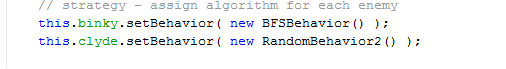 // strategy - assign algorithm for each enemy
this.binky.setBehavior( new BFSBehavior() );
this.clyde.setBehavior( new RandomBehavior2() );